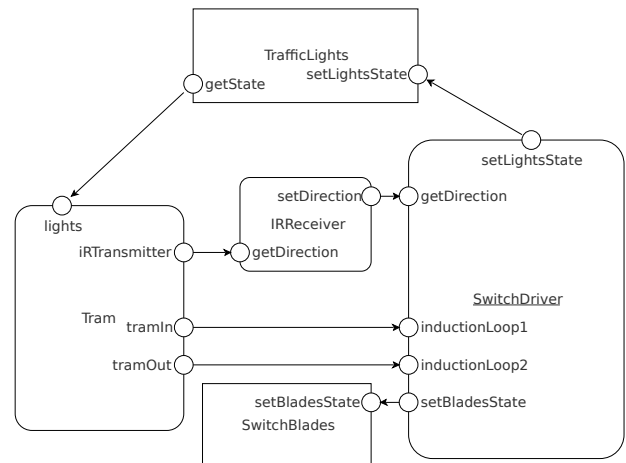 TrafficLights
setLightsState
getState
setLightsState
setDirection
getDirection
lights
IRReceiver
iRTransmitter
getDirection
SwitchDriver
Tram
tramIn
inductionLoop1
tramOut
inductionLoop2
setBladesState
setBladesState
SwitchBlades